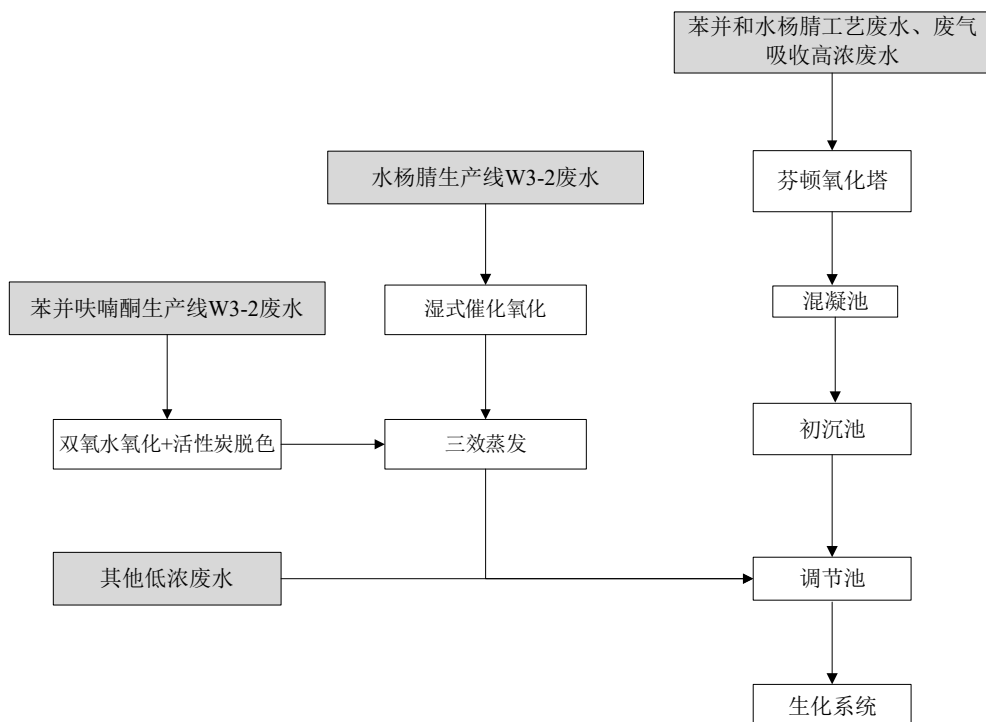 苯并和水杨腈工艺废水、废气
吸收高浓废水
水杨腈生产线W3-2废水
芬顿氧化塔
苯并呋喃酮生产线W3-2废水
湿式催化氧化
混凝池
双氧水氧化+活性炭脱色
三效蒸发
初沉池
其他低浓废水
调节池
生化系统